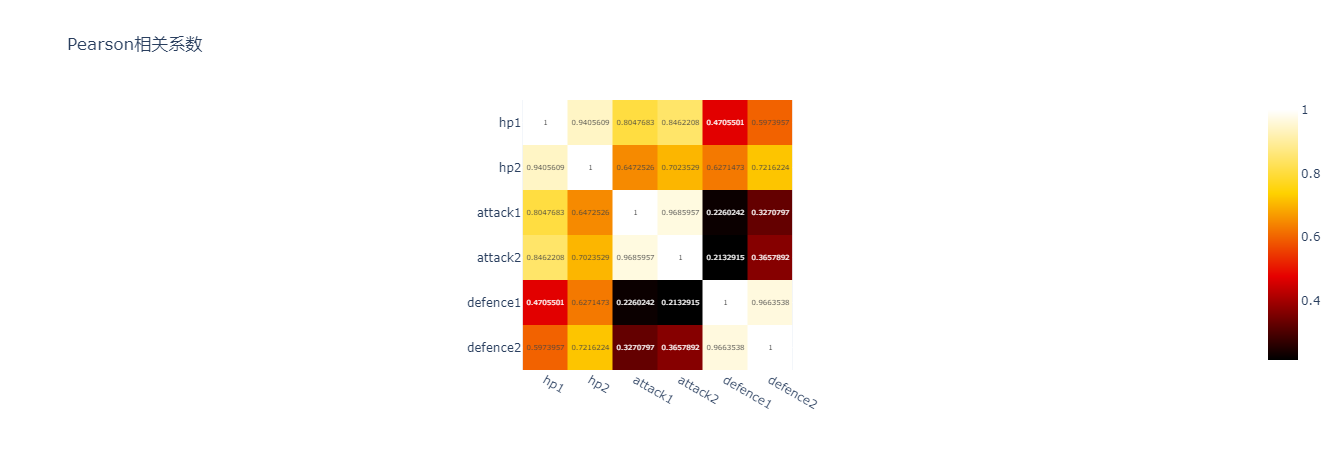 Pearson相关系数
hp1 1 0.9405609 0.8047683 0.8462208 0.4705501 0.5973957
hp2 0.9405609 1 0.6472526 0.7023529 0.6271473 0.7216224
attack1 0.8047683 0.6472526 1 0.9685957 0.2260242 0.3270797
attack2 0.8462208 0.7023529 0.9685957 1 0.2132915 0.3657892
defence1 0.4705501 0.6271473 0.2260242 0.2132915 1 0.9663538
defence2 0.5973957 0.7216224 0.3270797 0.3657892 0.9663538 1
hp1 hp2 attack1 attack2 defence1 defence2
1
0.8
0.6
0.4